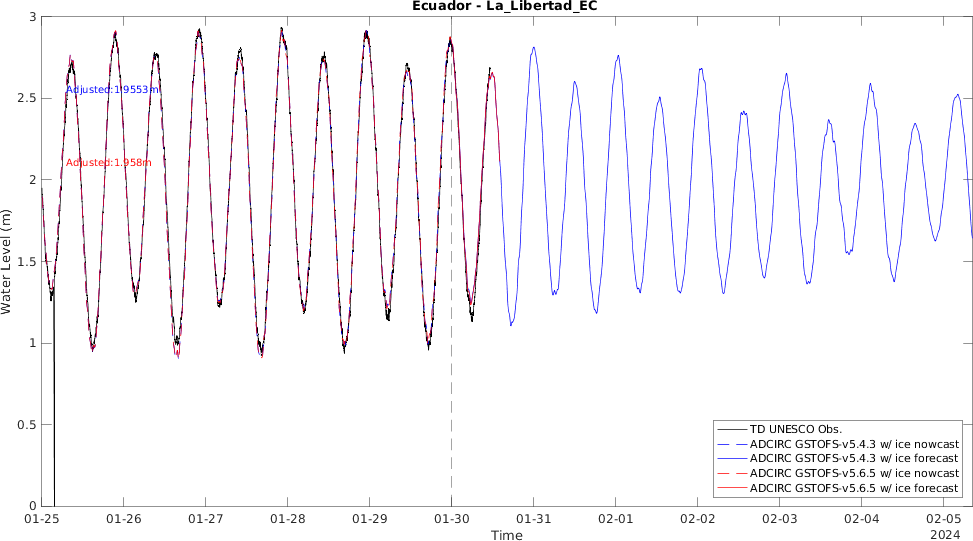 Ecuador - La_Libertad_EC
3
2.5
2
1.5
1
0.5
0
Water Level (m)
Adjusted:1.9553m
Adjusted:1.958m
TD UNESCO Obs.
ADCIRC GSTOFS-v5.4.3 w/ ice nowcast
ADCIRC GSTOFS-v5.4.3 w/ ice forecast
ADCIRC GSTOFS-v5.6.5 w/ ice nowcast
ADCIRC GSTOFS-v5.6.5 w/ ice forecast
01-25 01-26 01-27 01-28 01-29 01-30 01-31 02-01 02-02 02-03 02-04 02-05
Time
2024